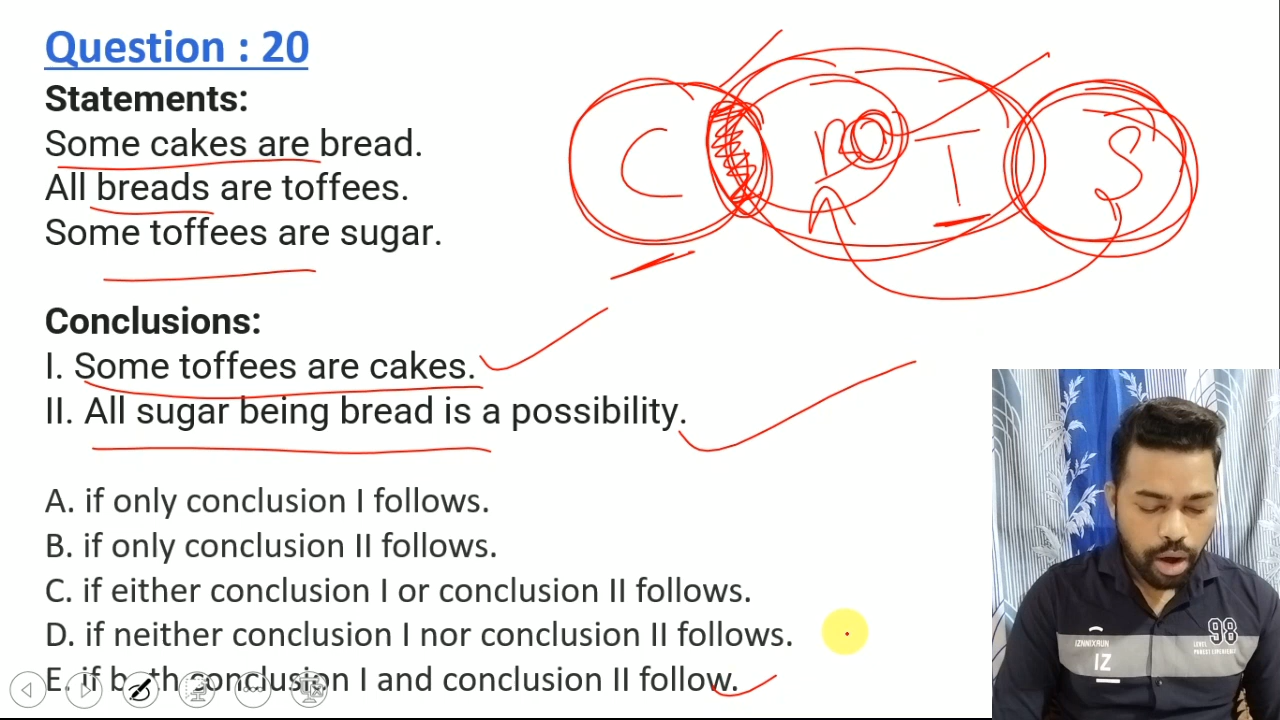 Question : 20
Statements:
Some cakes are bread.
All breads are toffees.
Some toffees are sugar.
Conclusions:
I. Some toffees are cakes.
II. All sugar being bread is a possibility.
A. if only conclusion I follows.
B. if only conclusion II follows.
C. if either conclusion I or conclusion II follows.
D. if neither conclusion I nor conclusion II follows.
E. if both conclusion I and conclusion II follow.
C
T
S
98
IZNNIXRUN
IZ